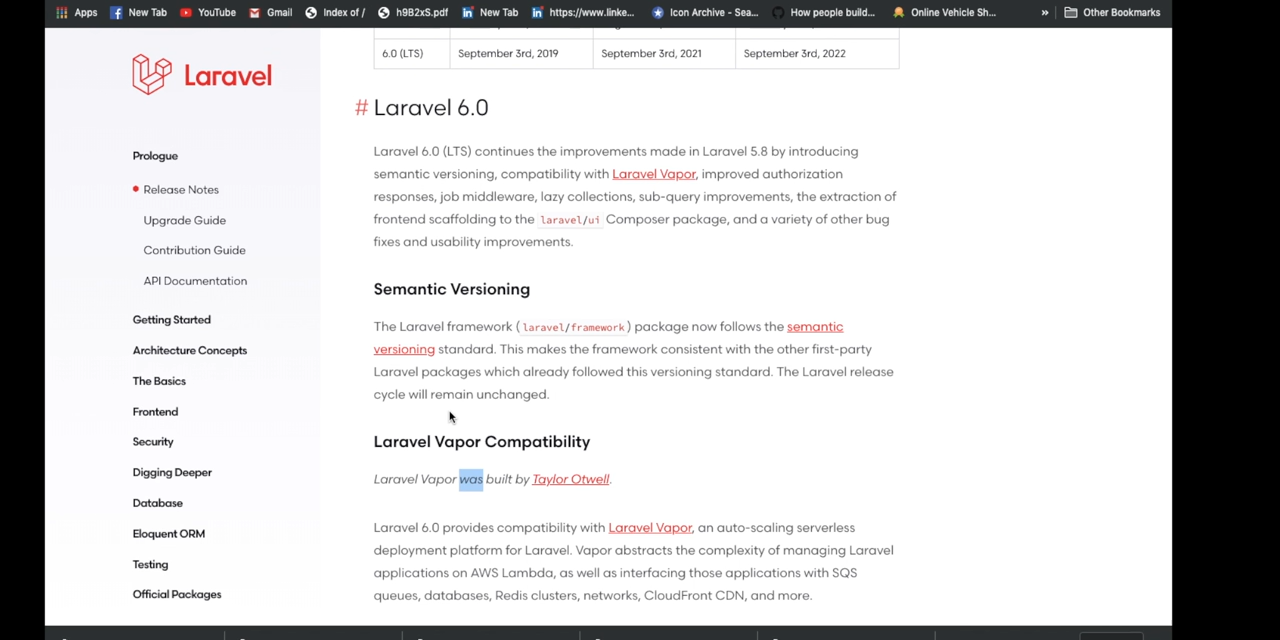 Apps New Tab YouTube Gmail Index of / h9B2xS.pdf New Tab https://www.linke... Icon Archive - Sea... How people build... Online Vehicle Sh... » Other Bookmarks
Laravel
Prologue
Release Notes
Upgrade Guide
Contribution Guide
API Documentation
Getting Started
Architecture Concepts
The Basics
Frontend
Security
Digging Deeper
Database
Eloquent ORM
Testing
Official Packages
6.0 (LTS) September 3rd, 2019 September 3rd, 2021 September 3rd, 2022
# Laravel 6.0
Laravel 6.0 (LTS) continues the improvements made in Laravel 5.8 by introducing
semantic versioning, compatibility with Laravel Vapor, improved authorization
responses, job middleware, lazy collections, sub-query improvements, the extraction of
frontend scaffolding to the laravel/ui Composer package, and a variety of other bug
fixes and usability improvements.
Semantic Versioning
The Laravel framework (laravel/framework) package now follows the semantic
versioning standard. This makes the framework consistent with the other first-party
Laravel packages which already followed this versioning standard. The Laravel release
cycle will remain unchanged.
Laravel Vapor Compatibility
Laravel Vapor was built by Taylor Otwell.
Laravel 6.0 provides compatibility with Laravel Vapor, an auto-scaling serverless
deployment platform for Laravel. Vapor abstracts the complexity of managing Laravel
applications on AWS Lambda, as well as interfacing those applications with SQS
queues, databases, Redis clusters, networks, CloudFront CDN, and more.